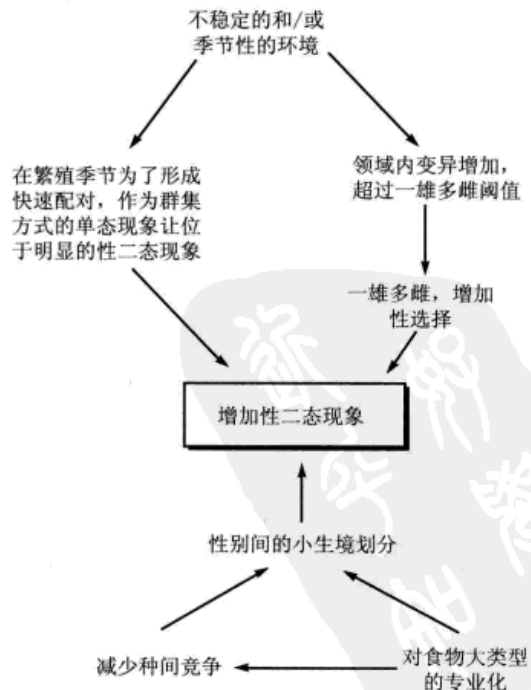 不稳定的和/或
季节性的环境
在繁殖季节为了形成
快速配对,作为群集
方式的单态现象让位
于明显的性二态现象
领域内变异增加,
超过一雄多雌阈值
一雄多雌,增加
性选择
增加性二态现象
性别间的小生境划分
减少种间竞争
对食物大类型
的专业化